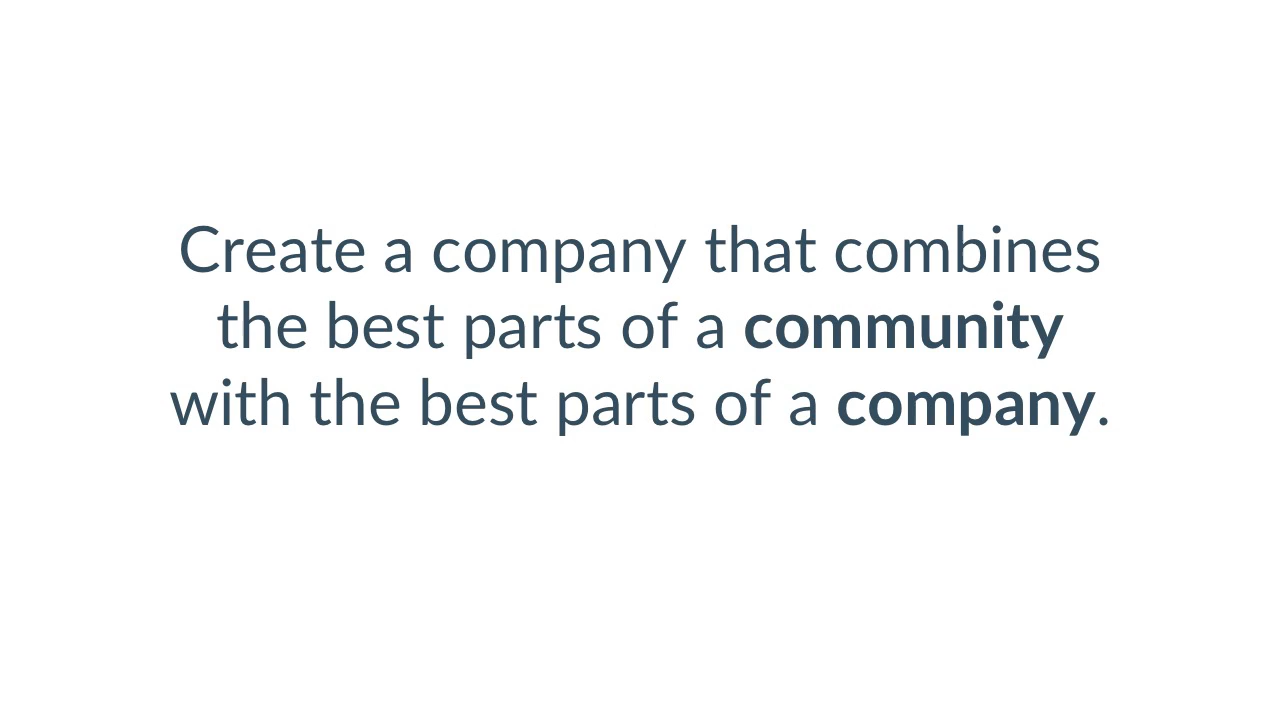 Create a company that combines
the best parts of a community
with the best parts of a company.